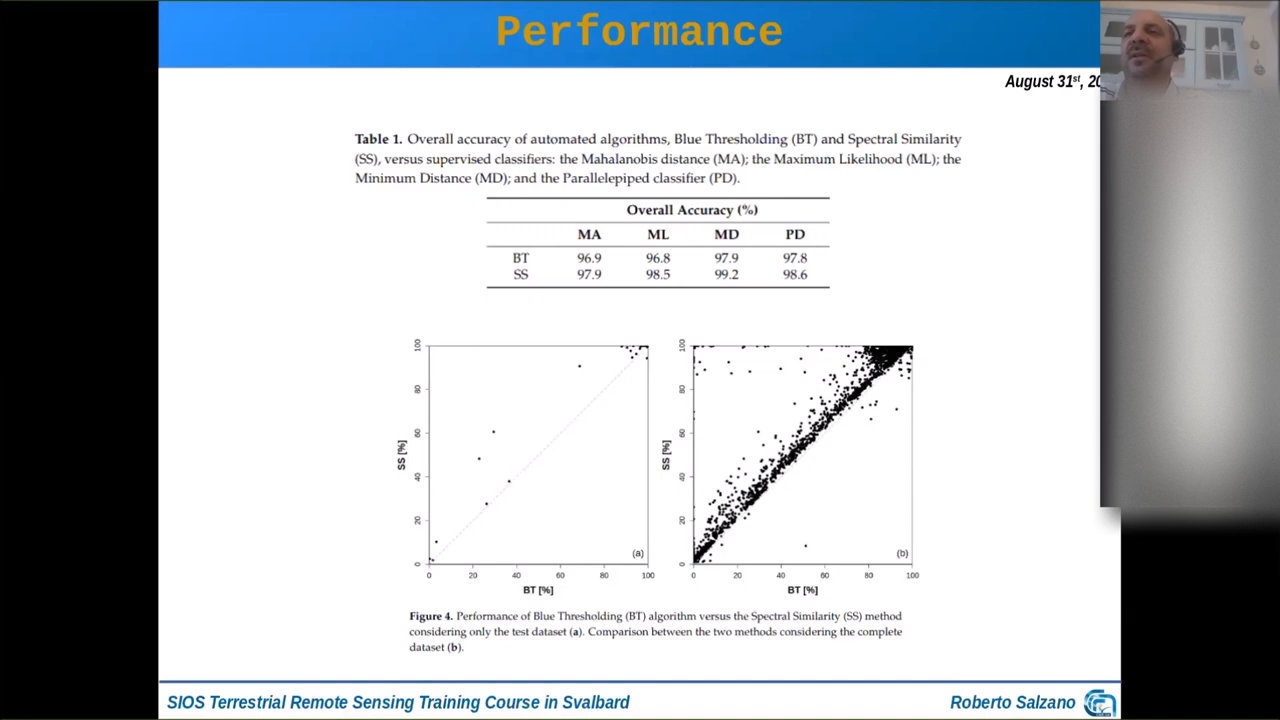 Performance
August 31st, 20
Table 1. Overall accuracy of automated algorithms, Blue Thresholding (BT) and Spectral Similarity
(SS), versus supervised classifiers: the Mahalanobis distance (MA); the Maximum Likelihood (ML); the
Minimum Distance (MD); and the Parallelepiped classifier (PD).
Overall Accuracy (%)
MA ML MD PD
BT 96.9 96.8 97.9 97.8
SS 97.9 98.5 99.2 98.6
SS [%]
100
80
60
40
20
0
0 20 40 60 80 100
BT [%]
(a)
SS [%]
100
80
60
40
20
0
0 20 40 60 80 100
BT [%]
(b)
Figure 4. Performance of Blue Thresholding (BT) algorithm versus the Spectral Similarity (SS) method
considering only the test dataset (a). Comparison between the two methods considering the complete
dataset (b).
SIOS Terrestrial Remote Sensing Training Course in Svalbard
Roberto Salzano